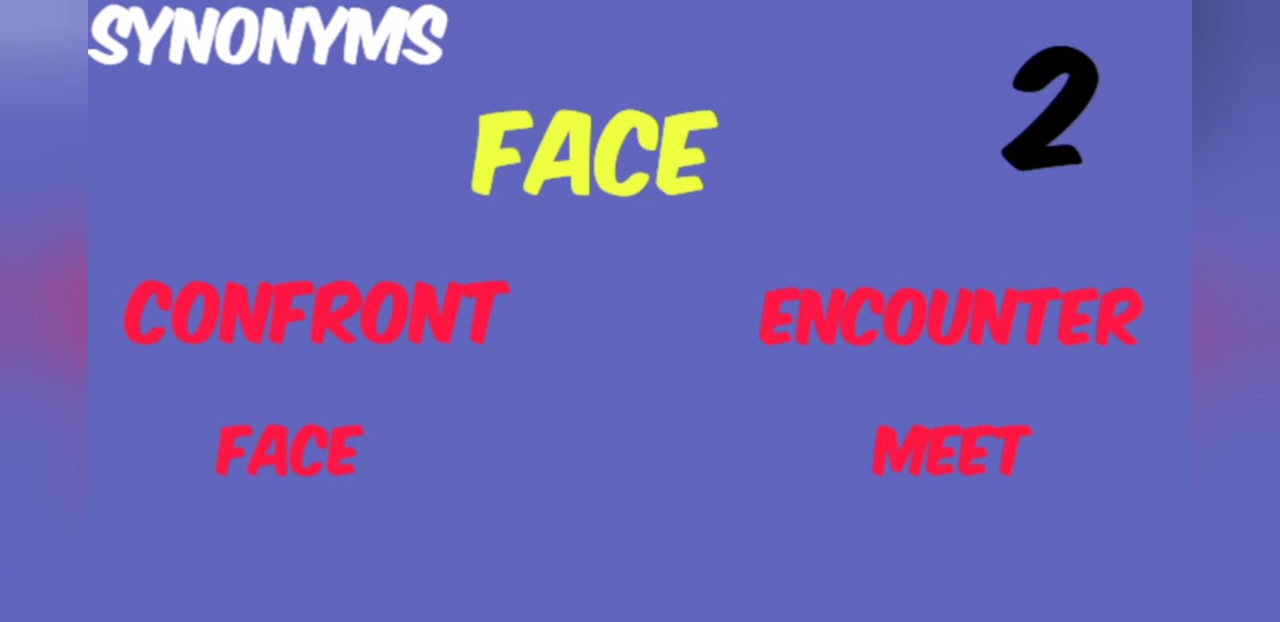 SYNONYMS
2
FACE
CONFRONT ENCOUNTER
FACE MEET